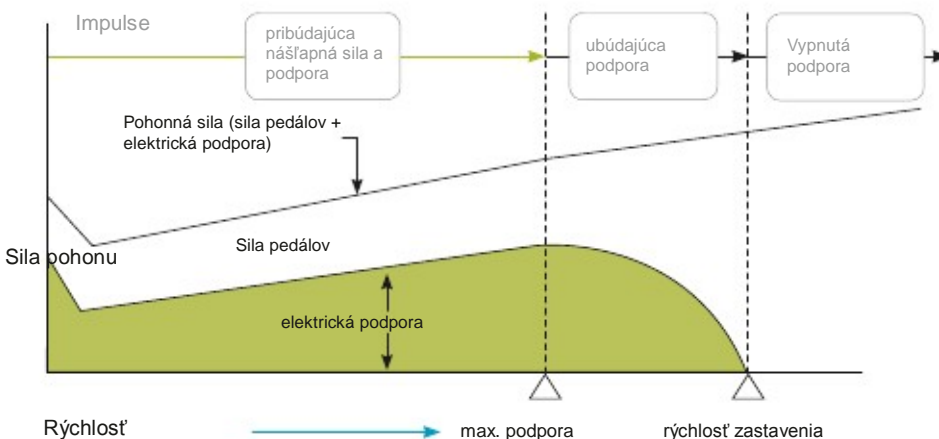 Impulse
pribúdajúca
nášľapná sila a
podpora
ubúdajúca
podpora
Vypnutá
podpora
Pohonná sila (sila pedálov +
elektrická podpora)
Sila pedálov
Sila pohonu
elektrická podpora
Rýchlosť
max. podpora
rýchlosť zastavenia